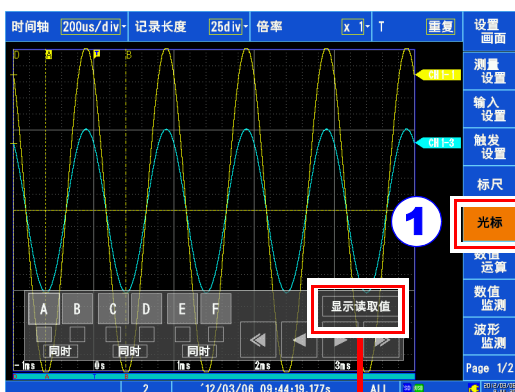 时间轴 200us/div 记录长度 25div 倍率 x 1 T 重复
设置
画面
测量
设置
输入
设置
触发
设置
标尺
光标
数值
运算
数值
监测
波形
监测
Page 1/2
D A T B
CH1-1
CH1-3
1
显示读取值
A B C D E F
同时 同时 同时
-1ms 0s 1ms 2ms 3ms
2 '12/03/06 09:44:19.177s ALL